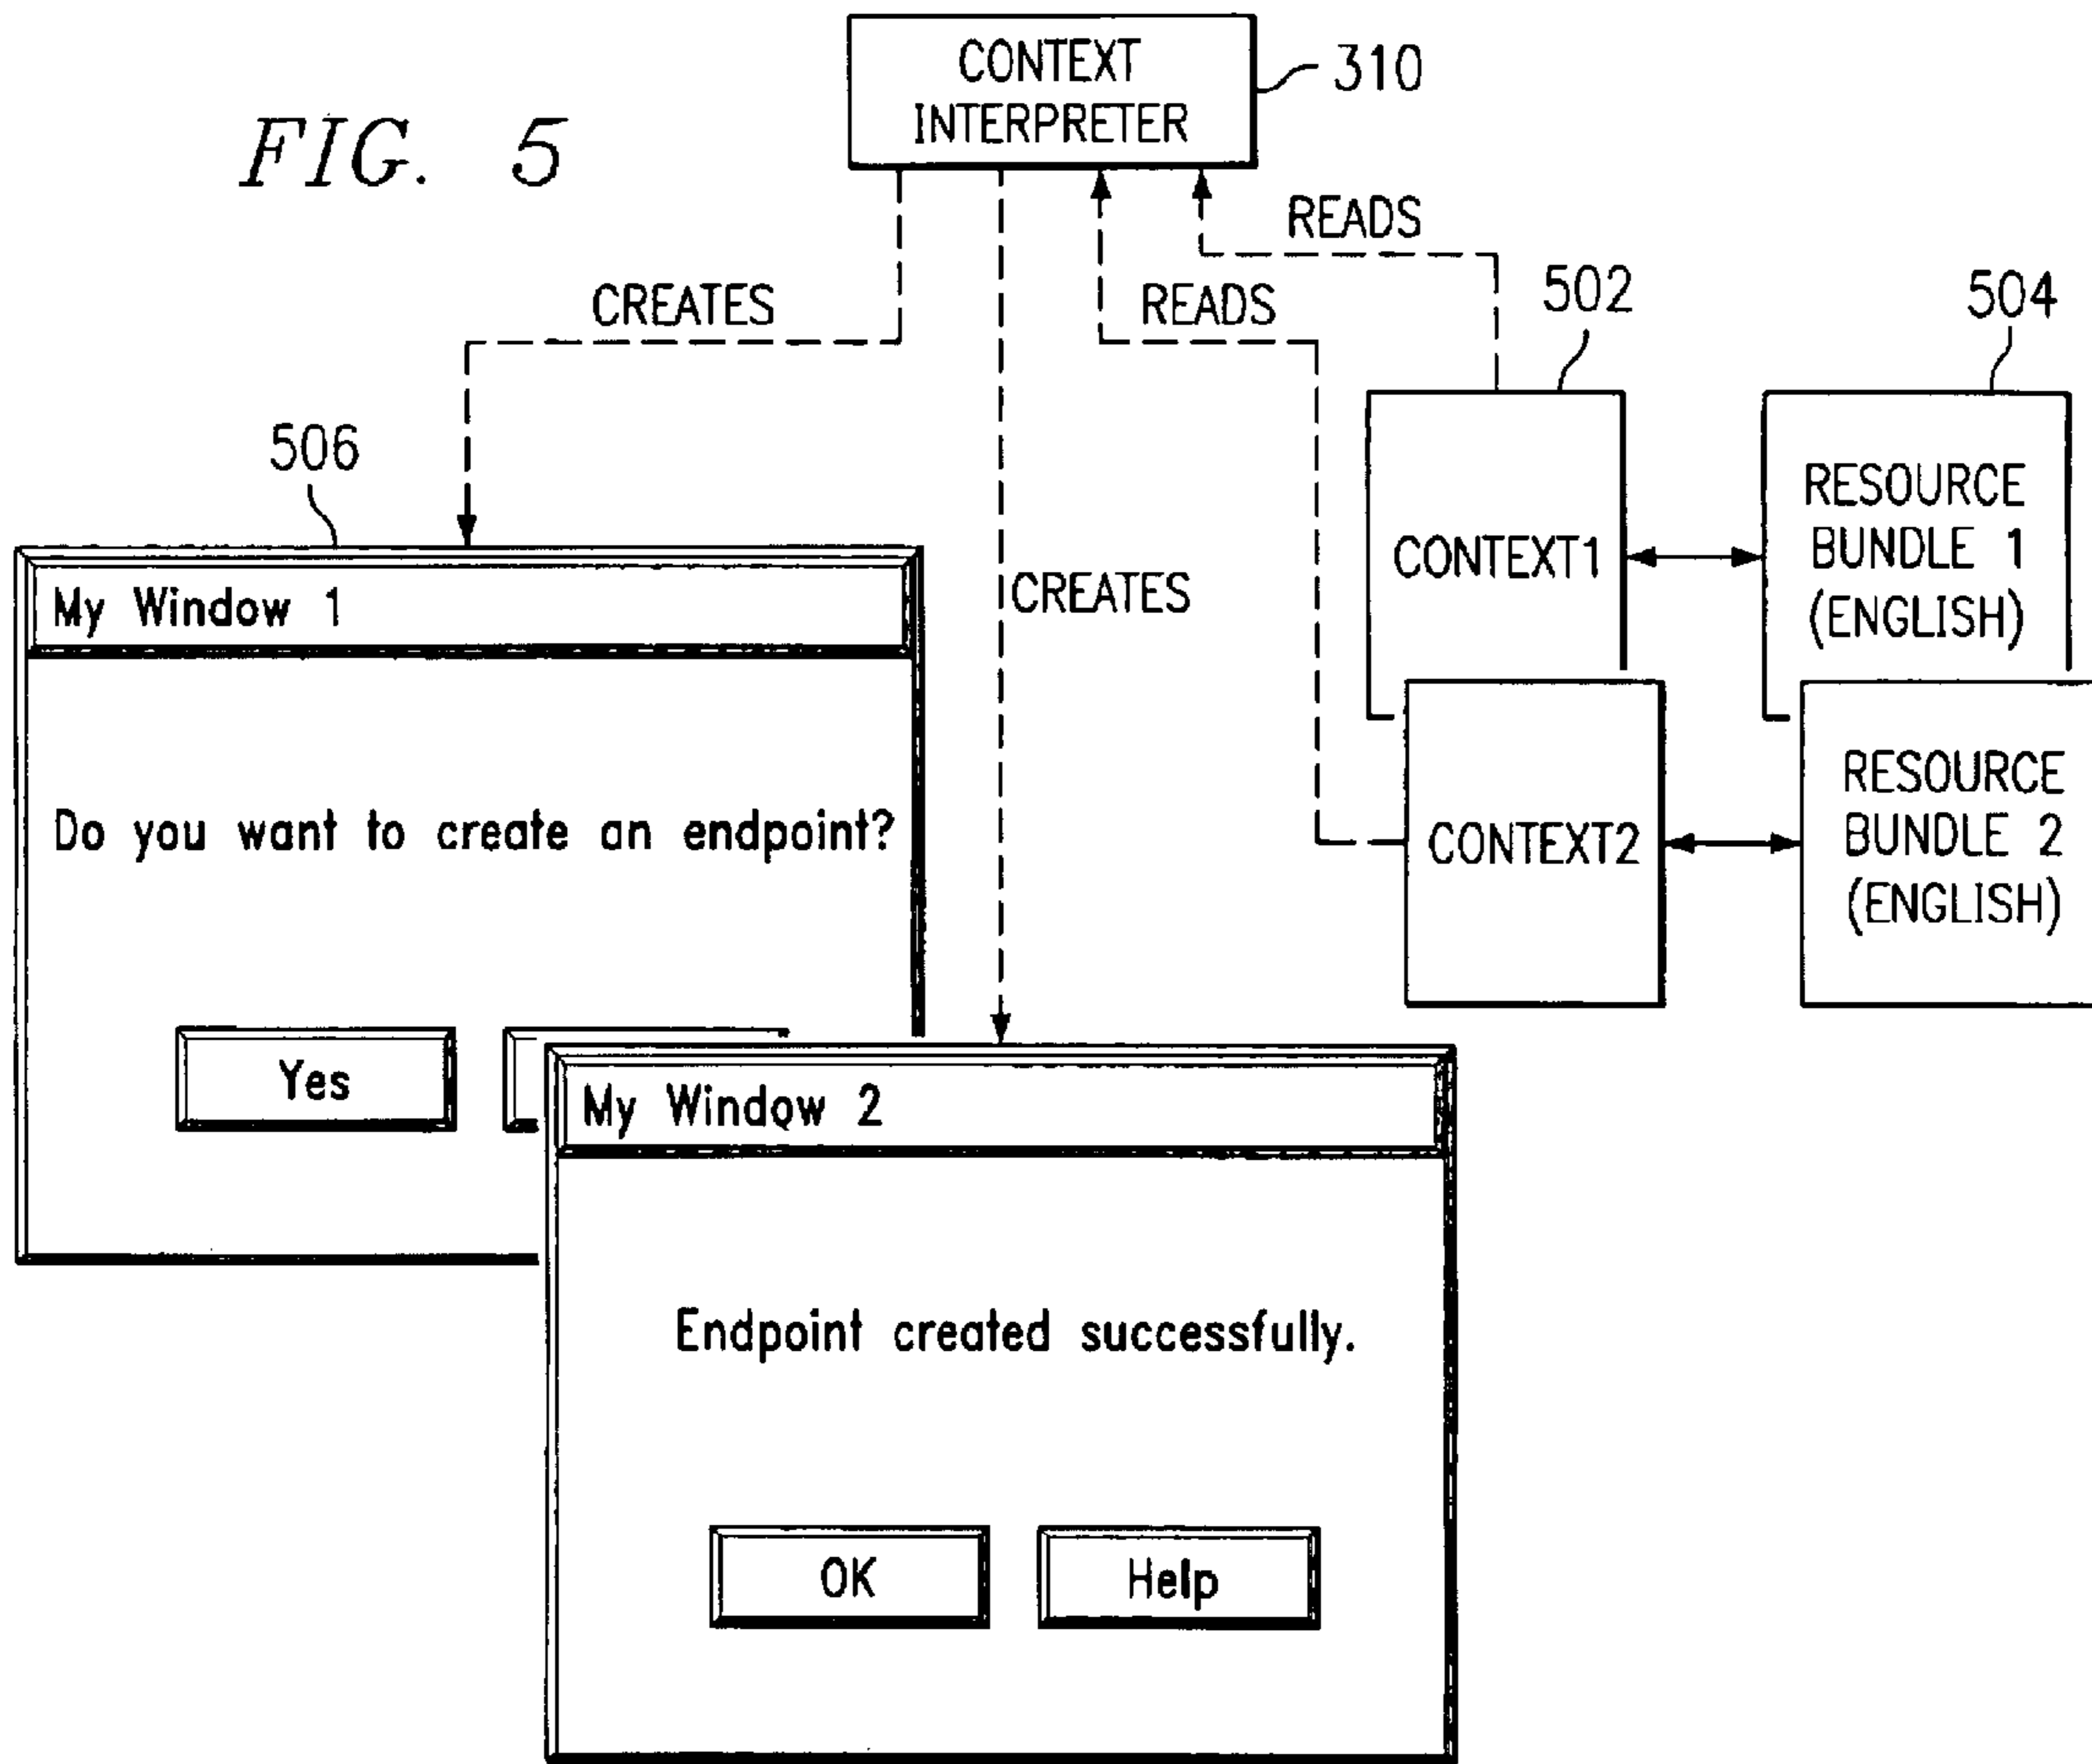 FIG. 5
CONTEXT
INTERPRETER
310
READS
CREATES
READS
502
504
506
CREATES
CONTEXT1
RESOURCE
BUNDLE 1
(ENGLISH)
My Window 1
Do you want to create an endpoint?
Yes
CONTEXT2
RESOURCE
BUNDLE 2
(ENGLISH)
My Window 2
Endpoint created successfully.
OK
Help